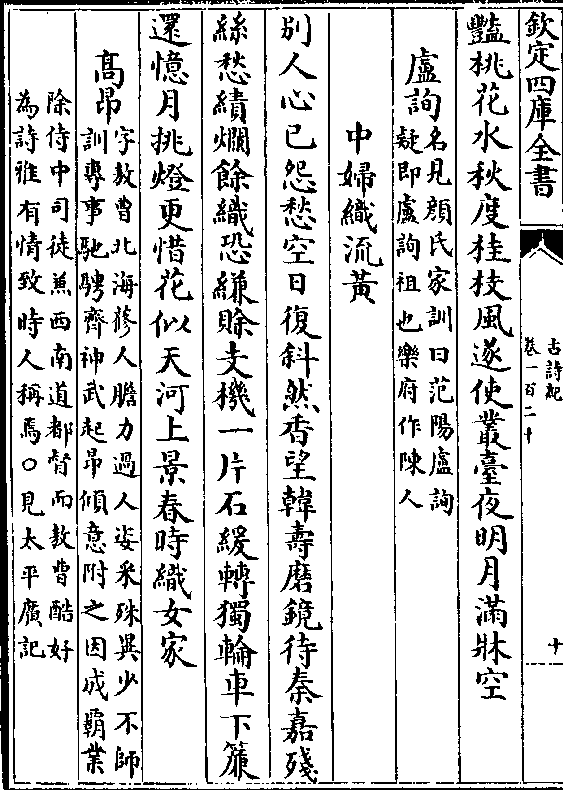 欽定四庫全書
古詩紀
卷一百二十
十
豔桃花水秋度桂枝風遂使叢臺夜明月滿牀空
盧詢
名見顔氏家訓曰范陽盧詢
疑即盧詢祖也樂府作陳人
中婦織流黃
別人心已怨愁空日復斜然香望韓壽磨鏡待秦嘉殘
絲愁績爛餘織恐縑賖支機一片石緩轉獨輪車下簾
還憶月挑燈更惜花似天河上景春時織女家
高昂
字敖曹北海蓨人膽力過人姿采殊異少不師
訓專事馳騁齊神武起昂傾意附之因成霸業
除侍中司徒兼西南道都督而敖曹酷好
為詩雅有情致時人稱焉○見太平廣記